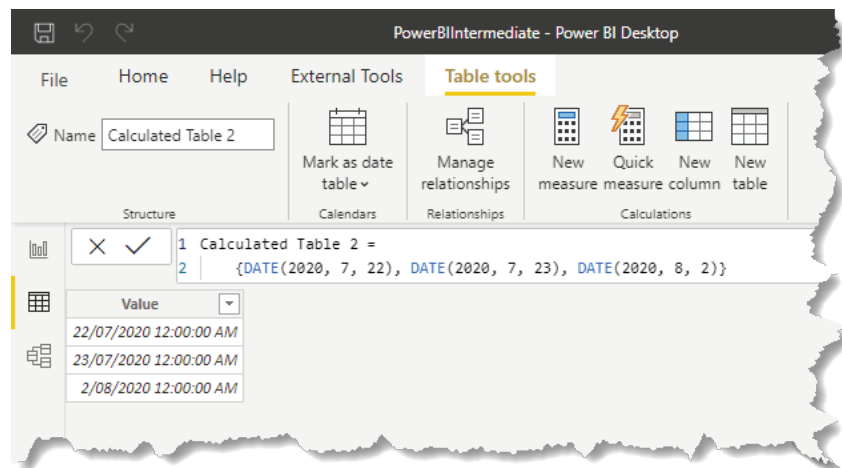 PowerBIIntermediate - Power BI Desktop
File Home Help External Tools Table tools
Name Calculated Table 2
Mark as date table
Manage relationships
New measure
Quick measure
New column
New table
Structure Calendars Relationships Calculations
1 Calculated Table 2 =
2 {DATE(2020, 7, 22), DATE(2020, 7, 23), DATE(2020, 8, 2)}
Value
22/07/2020 12:00:00 AM
23/07/2020 12:00:00 AM
2/08/2020 12:00:00 AM